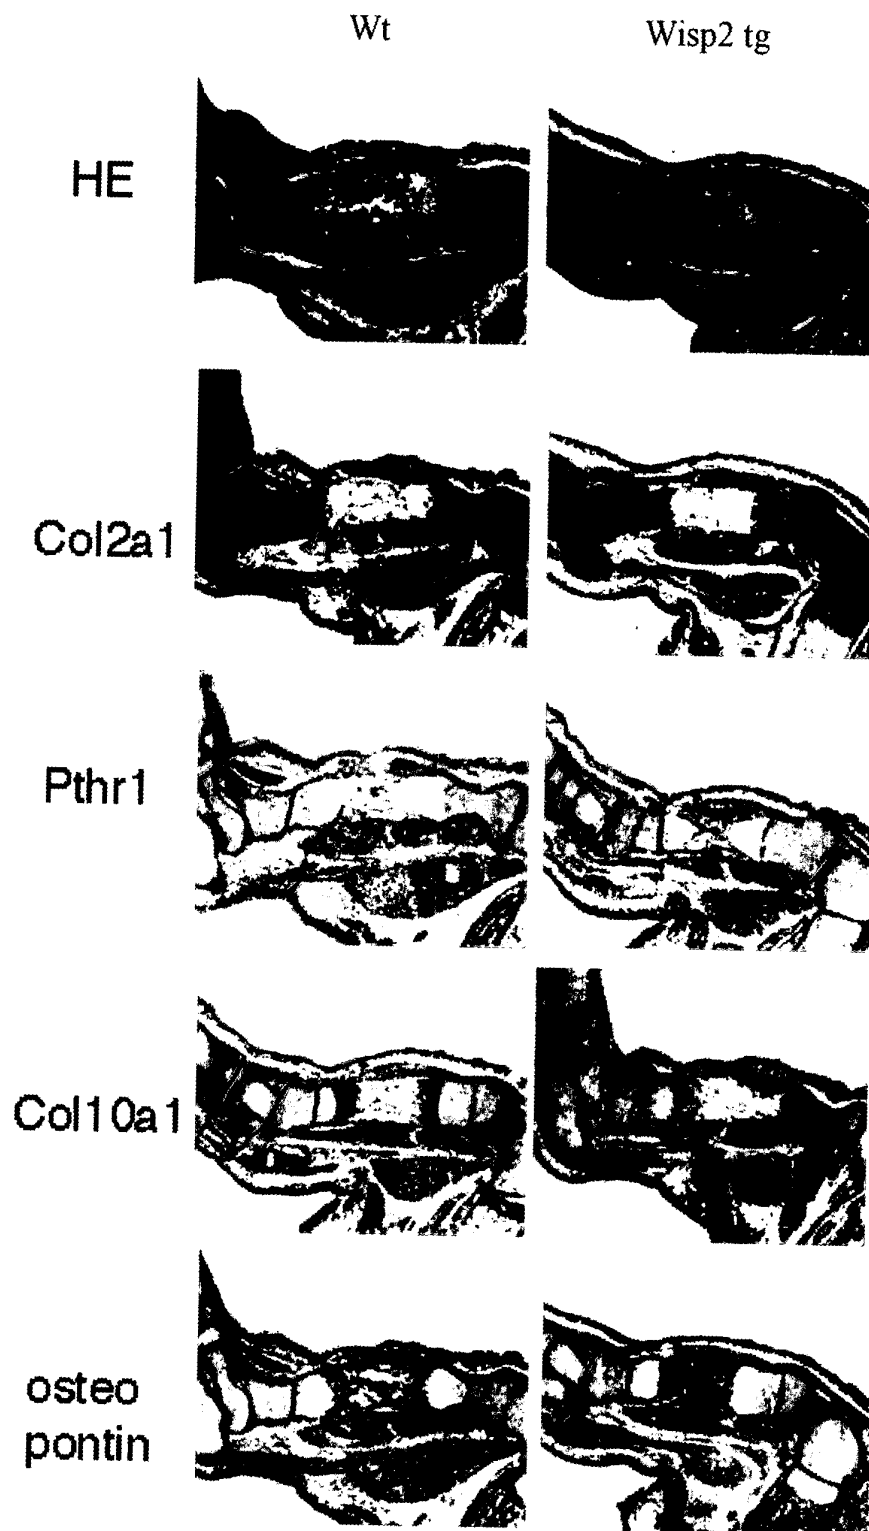 Wt
Wisp2 tg
HE
Col2a1
Pthr1
Col10a1
osteo
pontin